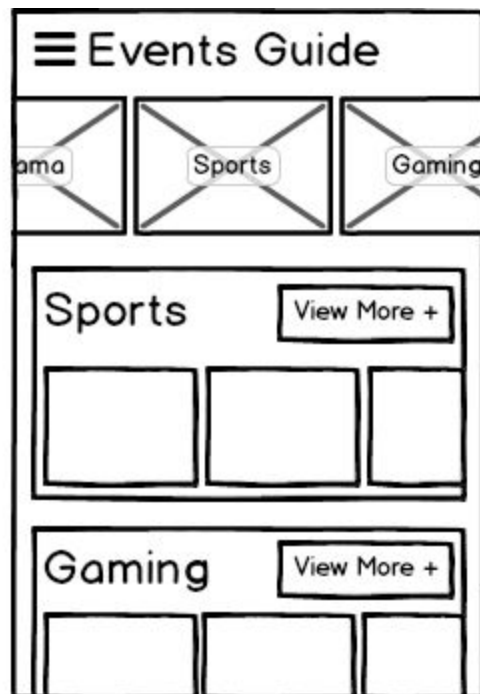 Events Guide
ama Sports Gaming
Sports View More +
Gaming View More +